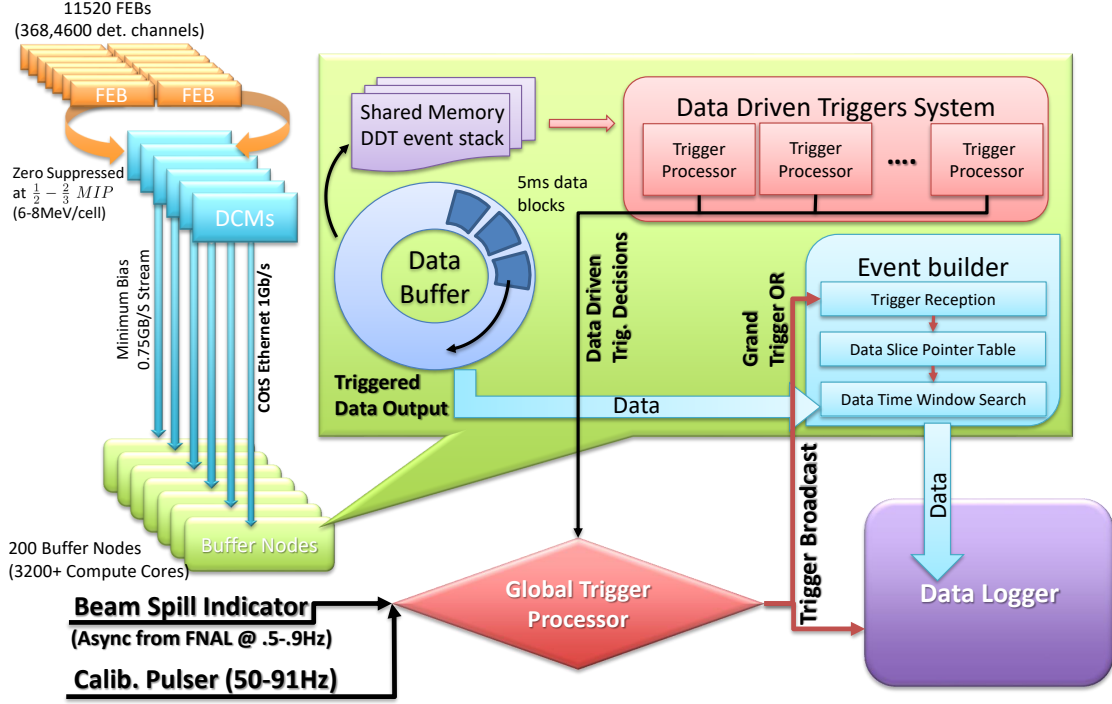 11520 FEBs
(368,4600 det. channels)
FEB
FEB
Zero Suppressed
at 1/2 – 2/3 MIP
(6-8MeV/cell)
DCMs
Minimum Bias
0.75GB/S Stream
COtS Ethernet 1Gb/s
Buffer Nodes
200 Buffer Nodes
(3200+ Compute Cores)
Shared Memory
DDT event stack
Data Driven Triggers System
Trigger
Processor
Trigger
Processor
....
Trigger
Processor
5ms data
blocks
Data
Buffer
Triggered
Data Output
Data
Data Driven
Trig. Decisions
Grand
Trigger OR
Event builder
Trigger Reception
Data Slice Pointer Table
Data Time Window Search
Data
Trigger Broadcast
Beam Spill Indicator
(Async from FNAL @ .5-.9Hz)
Calib. Pulser (50-91Hz)
Global Trigger
Processor
Data Logger